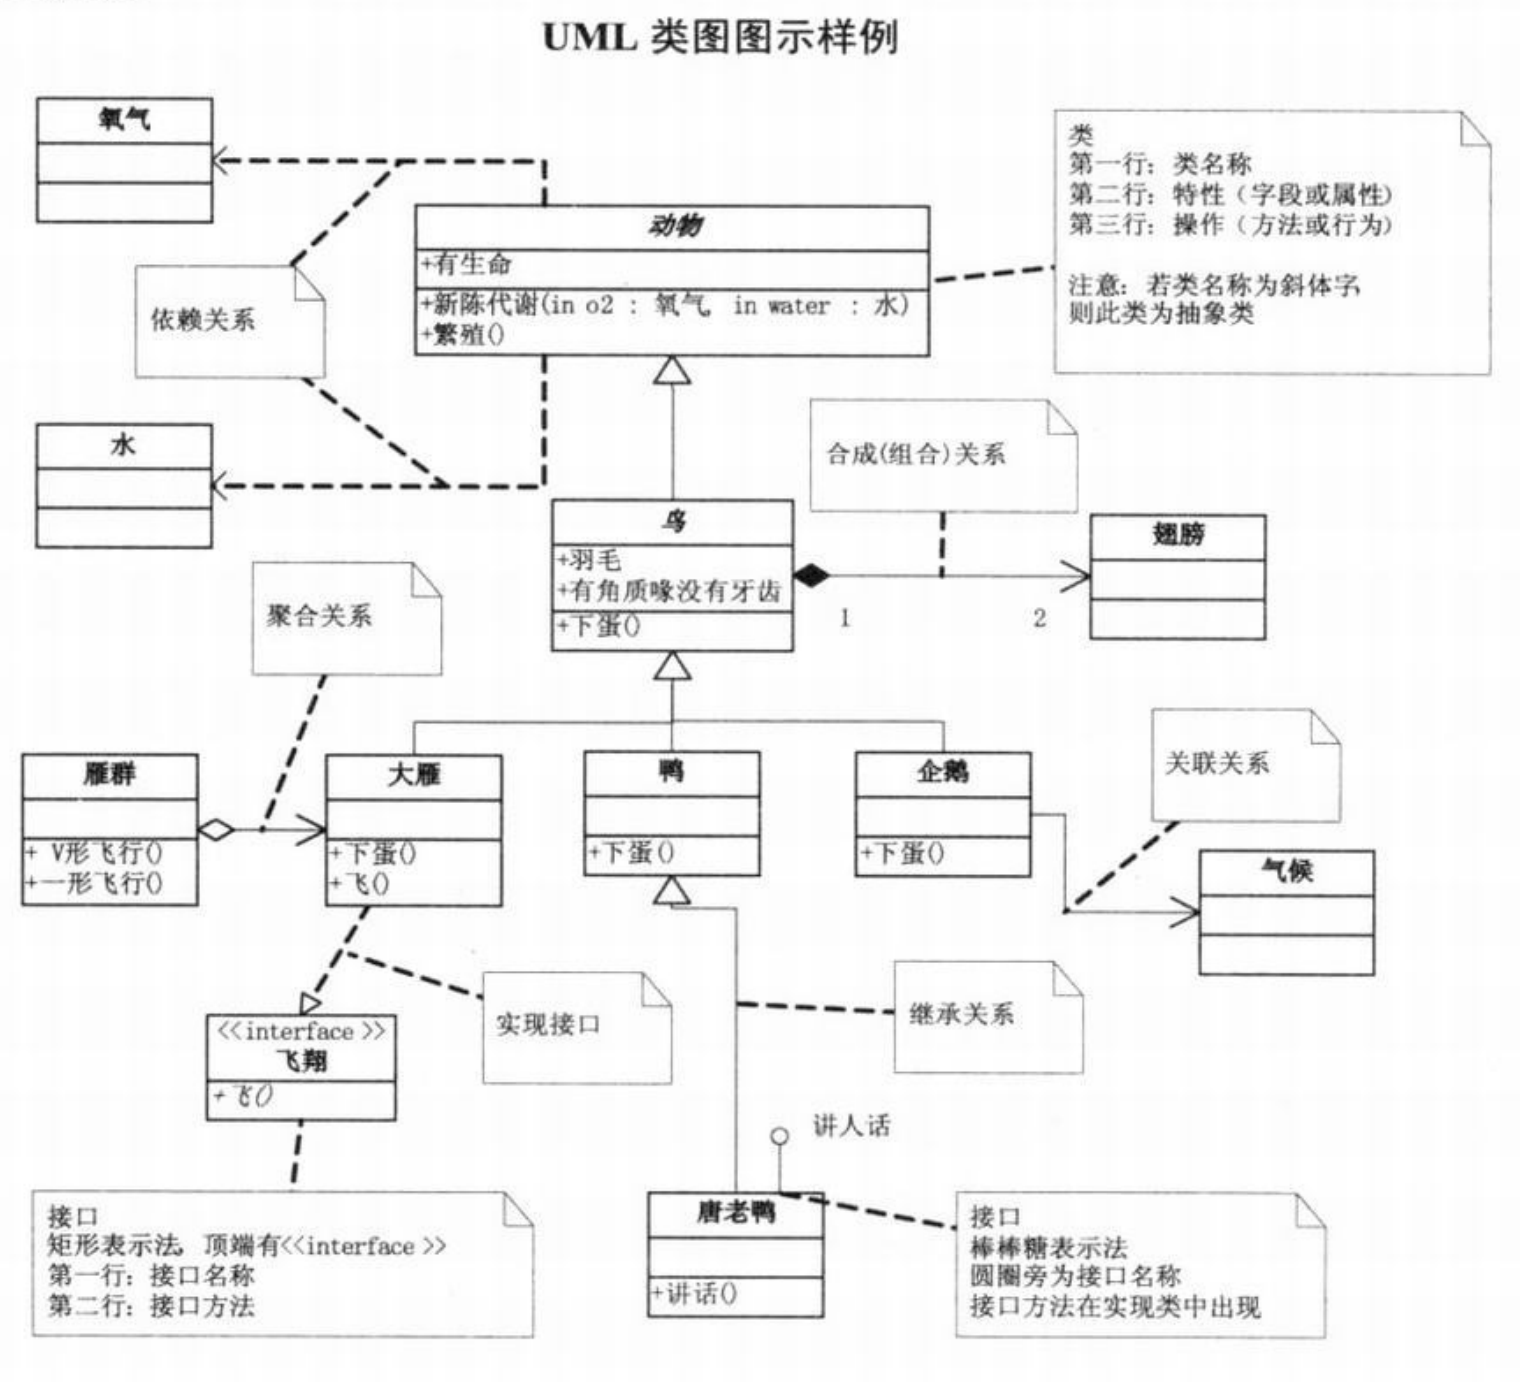 UML 类图图示样例
氧气
类
第一行：类名称
第二行：特性（字段或属性）
第三行：操作（方法或行为）
注意：若类名称为斜体字，
则此类为抽象类
动物
+有生命
+新陈代谢(in o2 : 氧气, in water : 水)
+繁殖()
依赖关系
水
合成(组合)关系
鸟
+羽毛
+有角质喙没有牙齿
+下蛋()
1
2
翅膀
聚合关系
雁群
+ V形飞行()
+一形飞行()
大雁
+下蛋()
+飞()
鸭
+下蛋()
企鹅
+下蛋()
关联关系
气候
实现接口
继承关系
<<interface >>
飞翔
+飞()
讲人话
接口
矩形表示法，顶端有<<interface >>
第一行：接口名称
第二行：接口方法
唐老鸭
+讲话()
接口
棒棒糖表示法
圆圈旁为接口名称
接口方法在实现类中出现